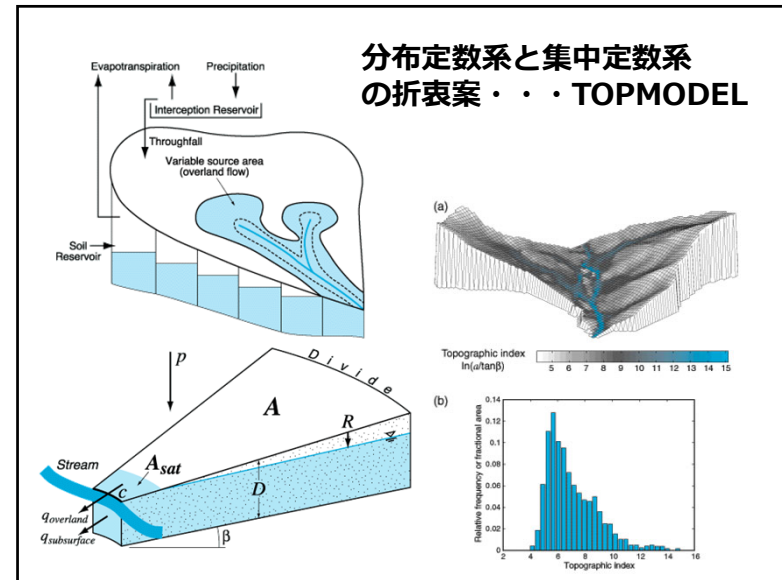 分布定数系と集中定数系
の折衷案・・・TOPMODEL
Evapotranspiration
Precipitation
Interception Reservoir
Throughfall
Variable source area
(overland flow)
Soil
Reservoir
p
Divide
A
R
Stream
Asat
c
D
qoverland
qsubsurface
β
(a)
Topographic index
ln(a/tanβ)
5 6 7 8 9 10 11 12 13 14 15
(b)
Relative frequency or fractional area
0.14
0.12
0.1
0.08
0.06
0.04
0.02
0
2 4 6 8 10 12 14 16
Topographic index